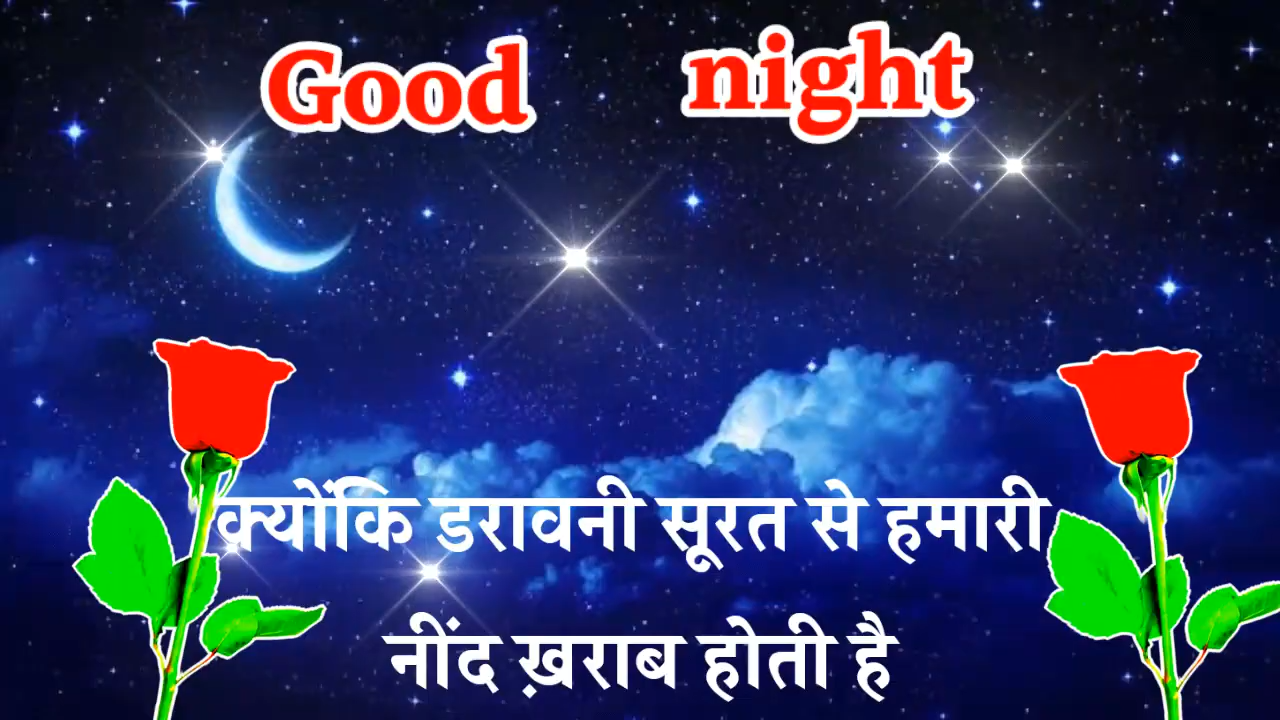 Good night
क्योंकि डरावनी सूरत से हमारी
नींद ख़राब होती है